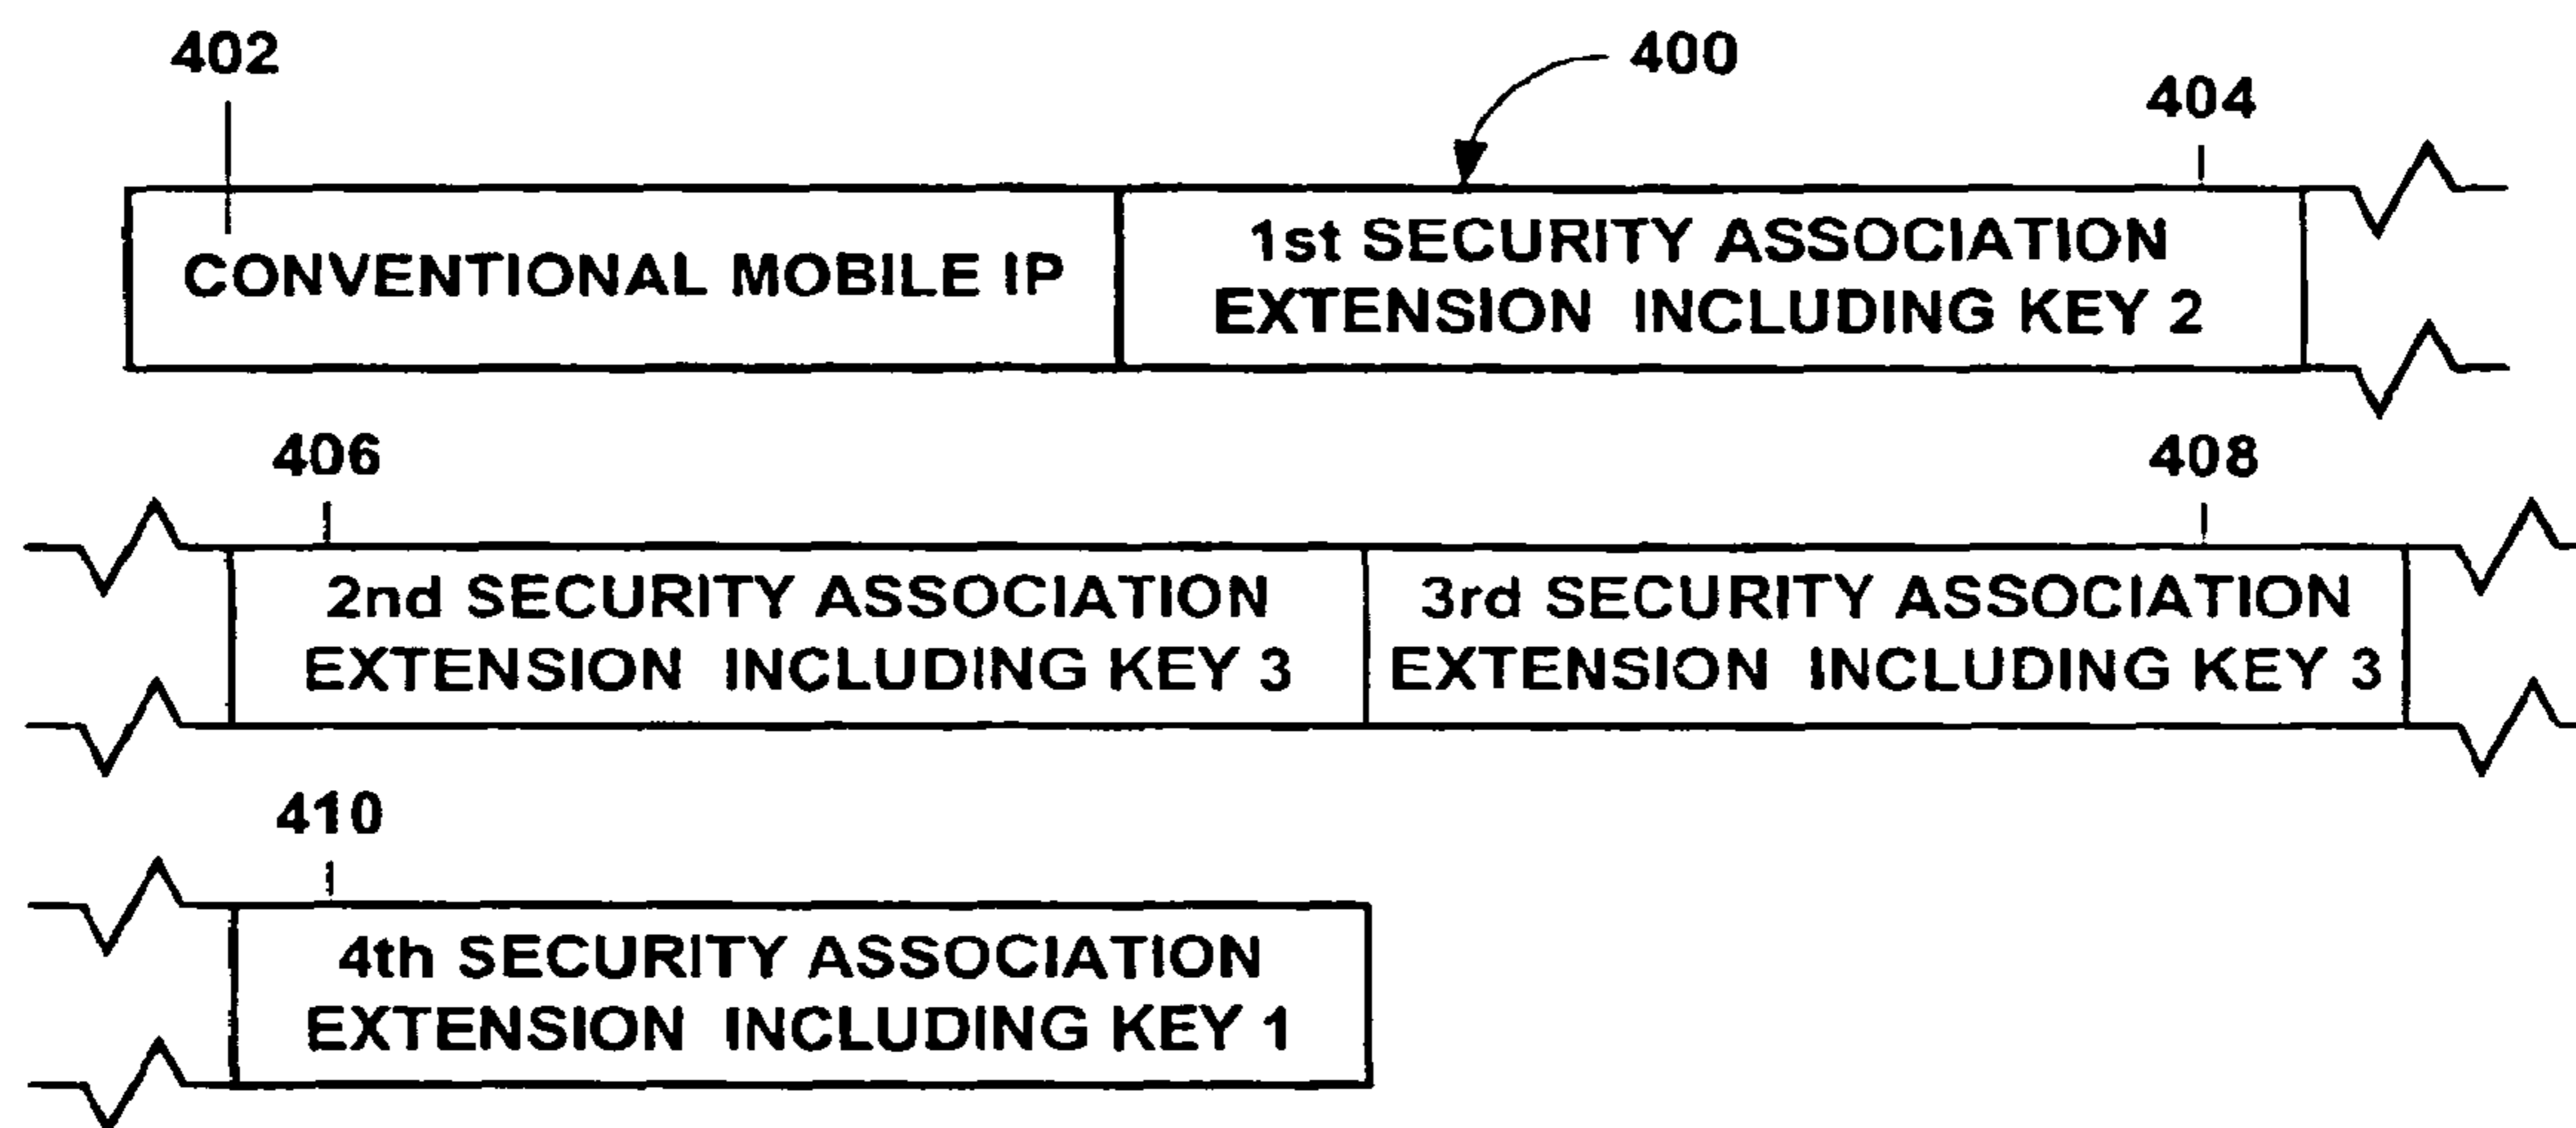 402
400
404
CONVENTIONAL MOBILE IP
1st SECURITY ASSOCIATION
EXTENSION INCLUDING KEY 2
406
408
2nd SECURITY ASSOCIATION
EXTENSION INCLUDING KEY 3
3rd SECURITY ASSOCIATION
EXTENSION INCLUDING KEY 3
410
4th SECURITY ASSOCIATION
EXTENSION INCLUDING KEY 1